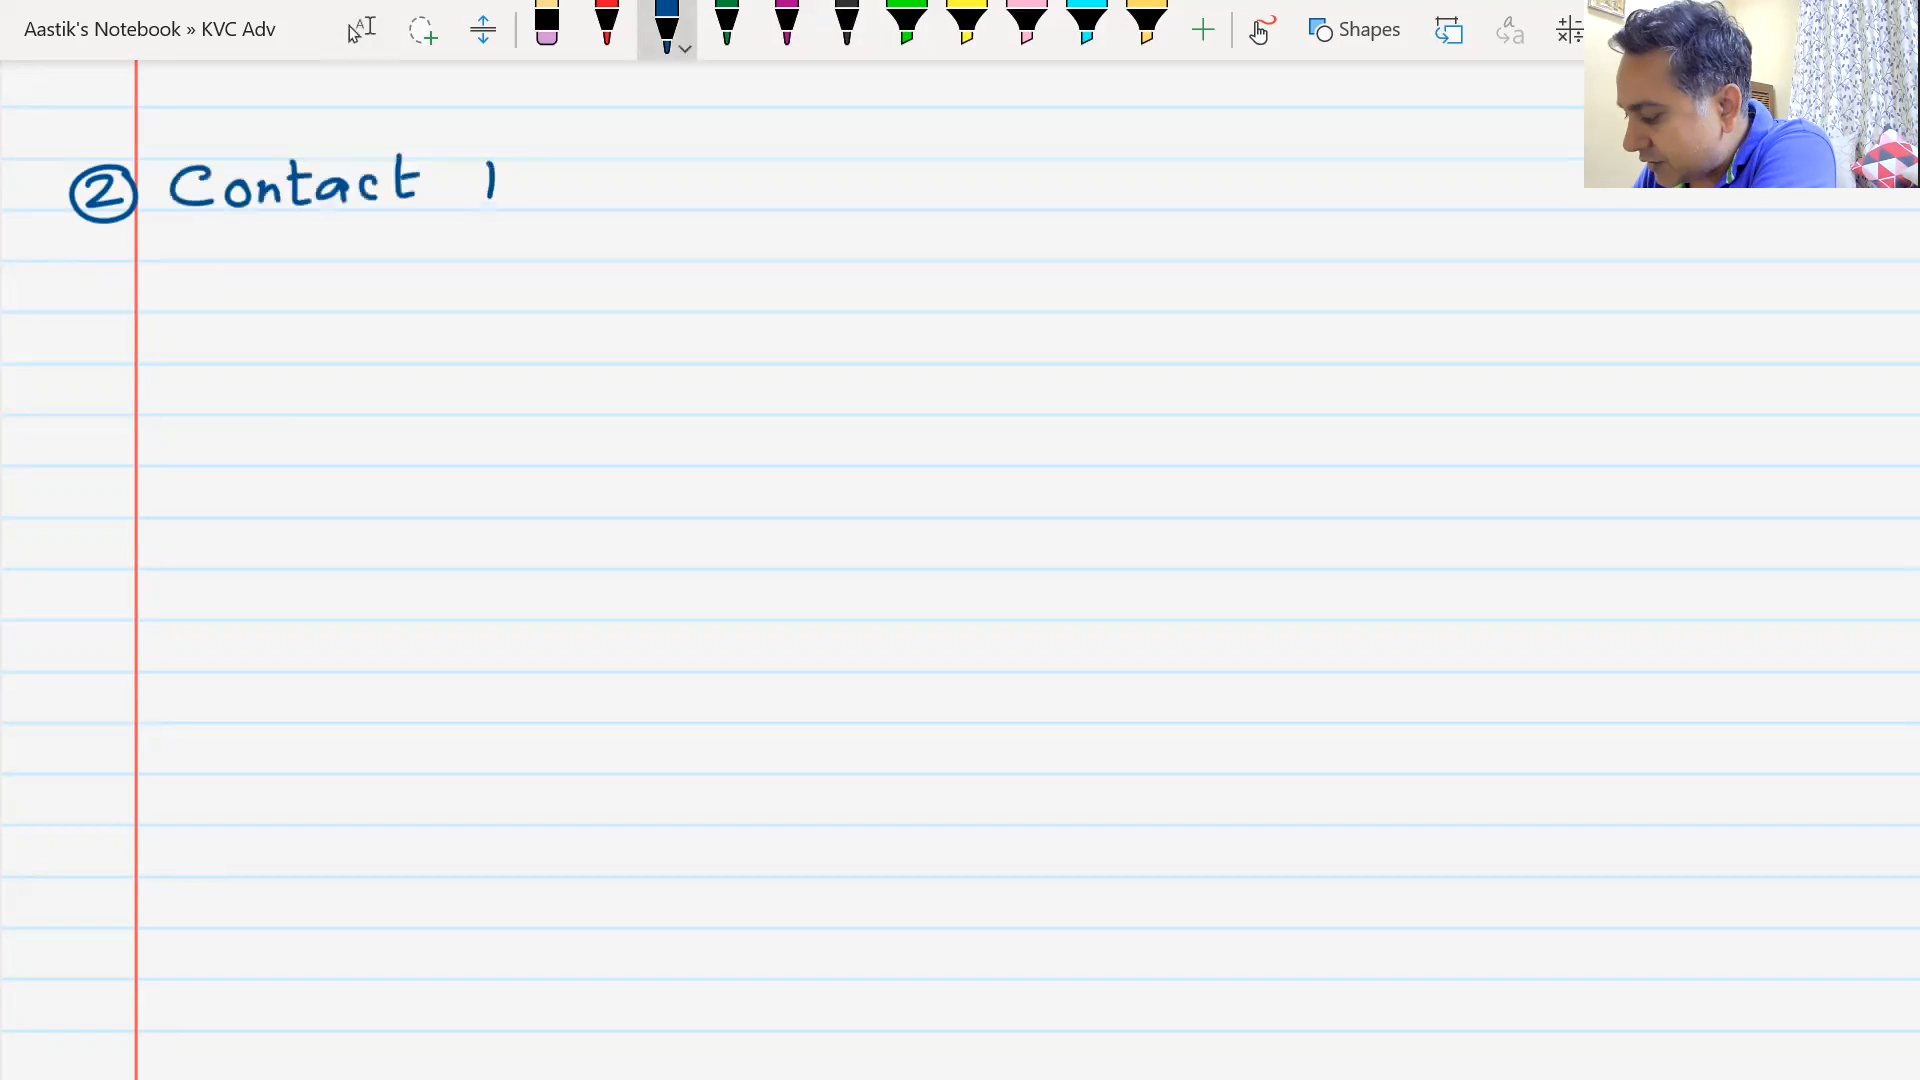 Aastik's Notebook » KVC Adv
Shapes
② Contact 1